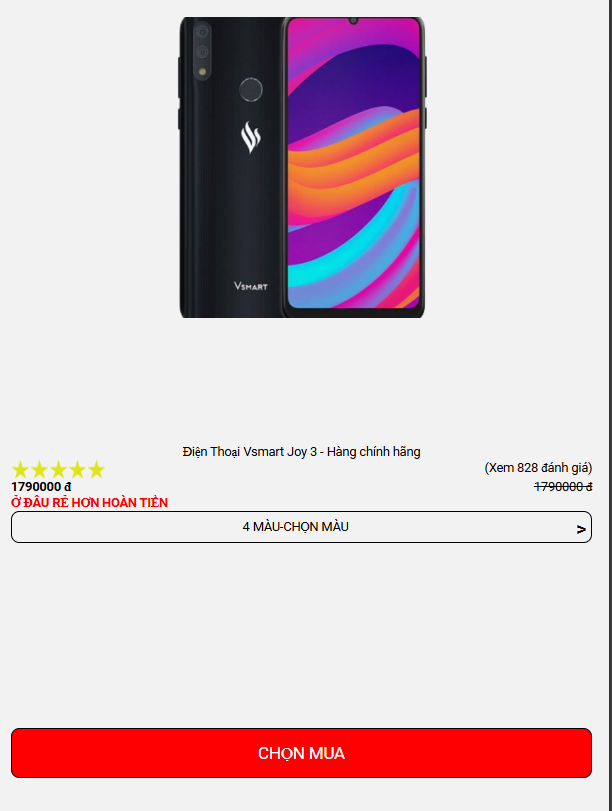 VSMART
Điện Thoại Vsmart Joy 3 - Hàng chính hãng
(Xem 828 đánh giá)
1790000 đ 1790000 đ
Ở ĐÂU RẺ HƠN HOÀN TIỀN
4 MÀU-CHỌN MÀU >
CHỌN MUA